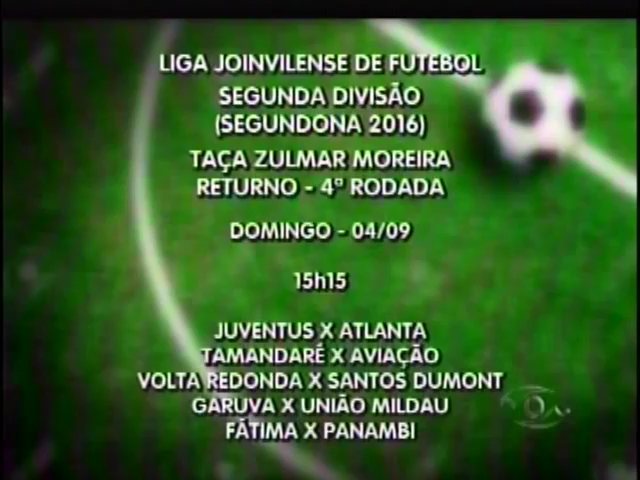 LIGA JOINVILENSE DE FUTEBOL
SEGUNDA DIVISÃO
(SEGUNDONA 2016)
TAÇA ZULMAR MOREIRA
RETURNO - 4ª RODADA
DOMINGO - 04/09
15h15
JUVENTUS X ATLANTA
TAMANDARÉ X AVIAÇÃO
VOLTA REDONDA X SANTOS DUMONT
GARUVA X UNIÃO MILDAU
FÁTIMA X PANAMBI